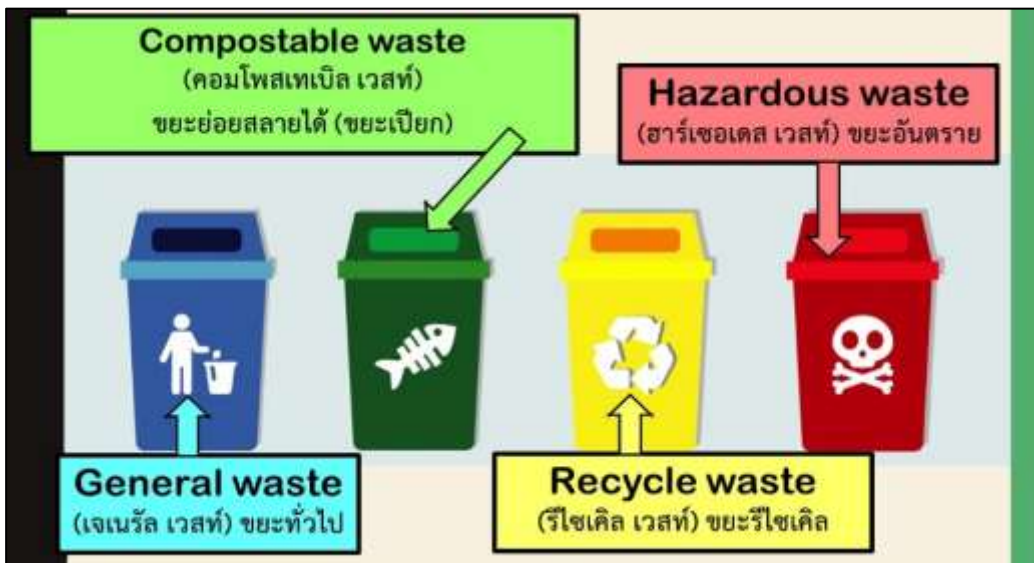 Compostable waste
(คอมโพสเทเบิล เวสท์)
ขยะย่อยสลายได้ (ขยะเปียก)
Hazardous waste
(ฮาร์เซอเดส เวสท์) ขยะอันตราย
General waste
(เจเนรัล เวสท์) ขยะทั่วไป
Recycle waste
(รีไซเคิล เวสท์) ขยะรีไซเคิล